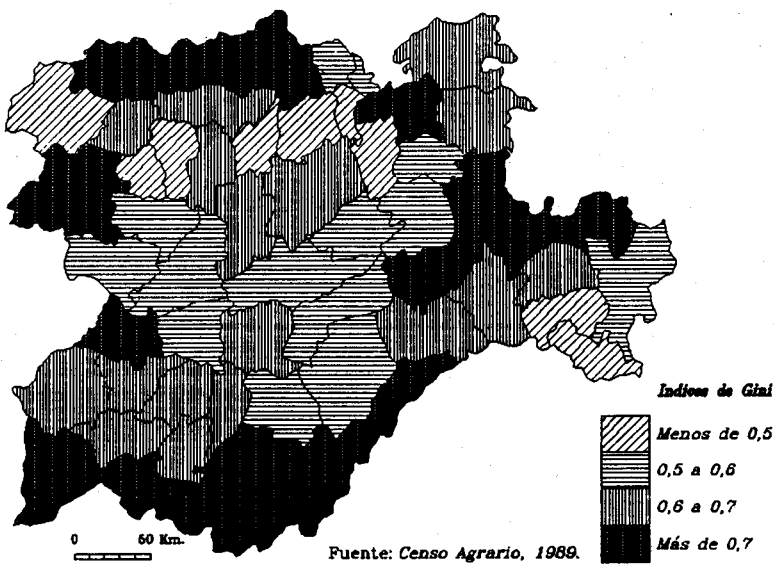 Indices de Gini
Menos de 0,5
0,5 a 0,6
0,6 a 0,7
Más de 0,7
0 50 Km.
Fuente: Censo Agrario, 1989.